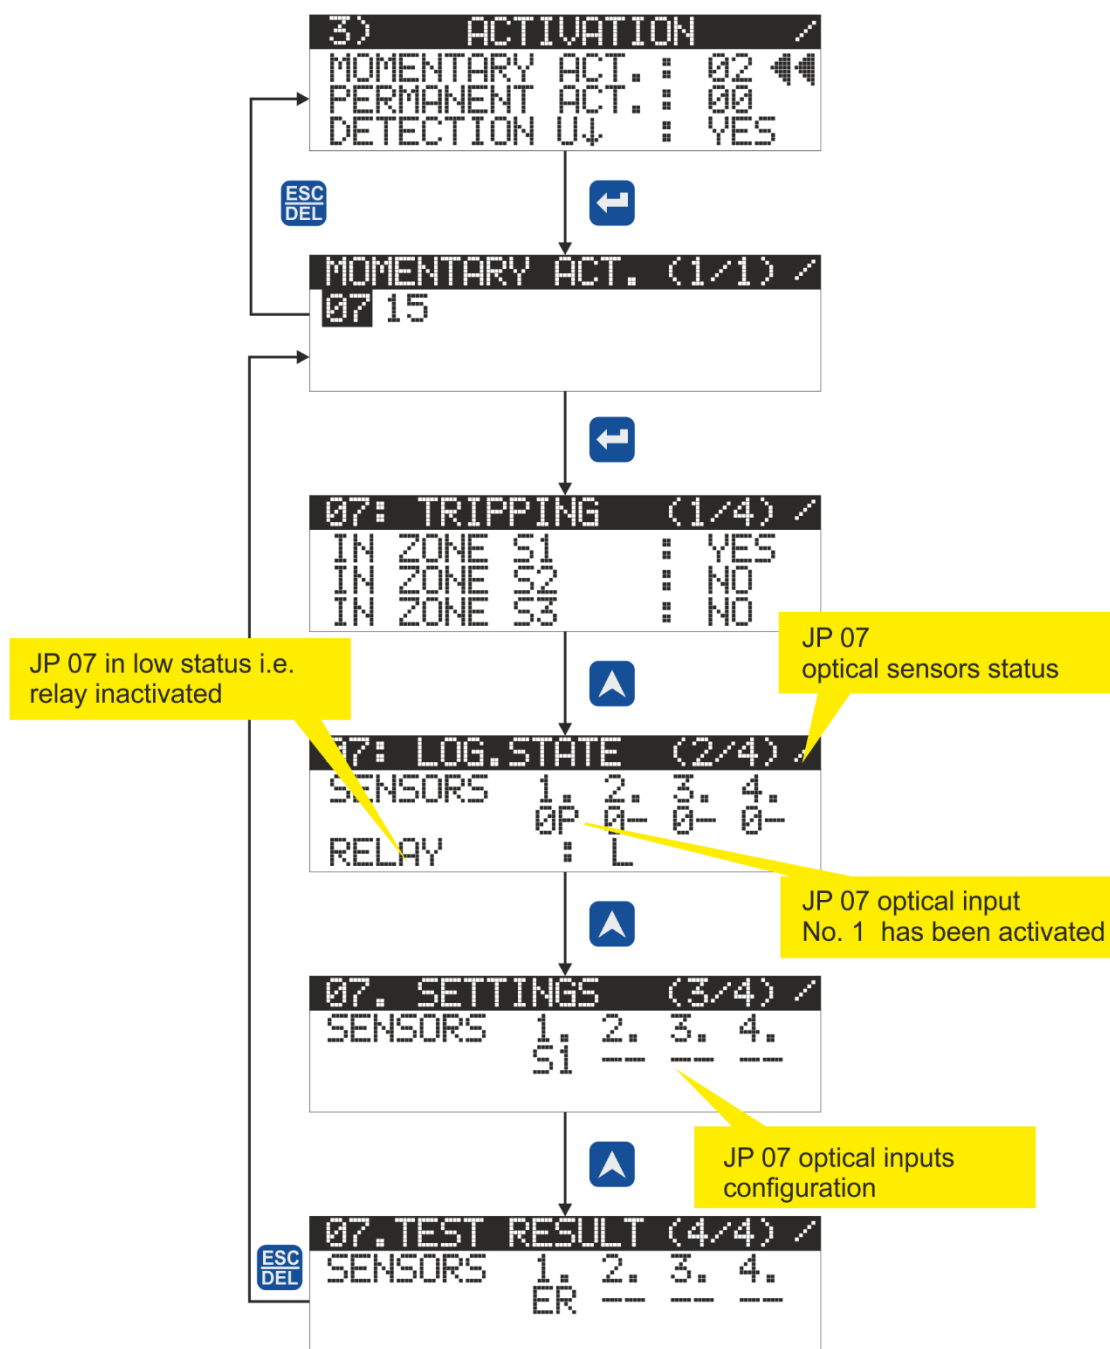 3) ACTIVATION /
MOMENTARY ACT. : 02
PERMANENT ACT. : 00
DETECTION U↓ : YES
ESC
DEL
MOMENTARY ACT. (1/1) /
07 15
07: TRIPPING (1/4) /
IN ZONE S1 : YES
IN ZONE S2 : NO
IN ZONE S3 : NO
JP 07 in low status i.e.
relay inactivated
JP 07
optical sensors status
07: LOG.STATE (2/4) /
SENSORS 1. 2. 3. 4.
0P 0- 0- 0-
RELAY : L
JP 07 optical input
No. 1 has been activated
07. SETTINGS (3/4) /
SENSORS 1. 2. 3. 4.
S1 -- -- --
JP 07 optical inputs
configuration
07.TEST RESULT (4/4) /
ESC
DEL
SENSORS 1. 2. 3. 4.
ER -- -- --